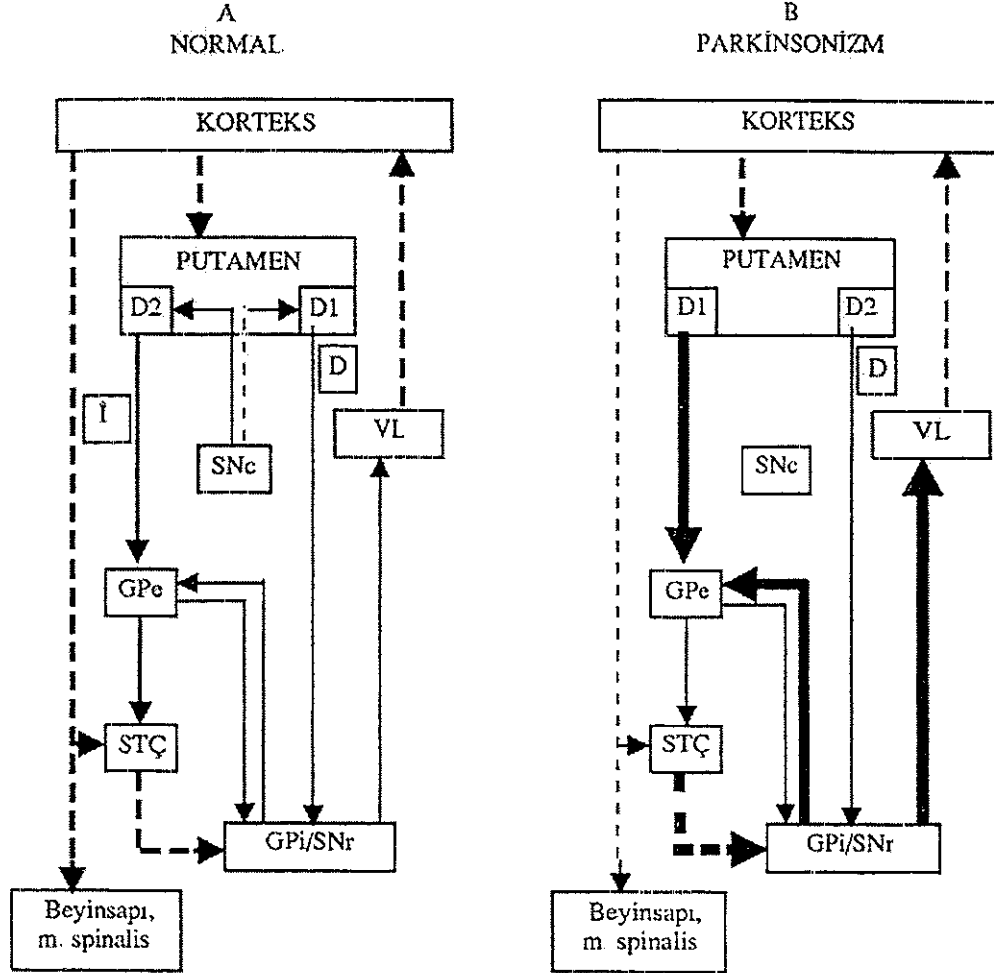 A
NORMAL
KORTEKS
PUTAMEN
D2
D1
D
Î
VL
SNc
GPe
STÇ
GPi/SNr
Beyinsapı,
m. spinalis
B
PARKİNSONİZM
KORTEKS
PUTAMEN
D1
D2
D
VL
SNc
GPe
STÇ
GPi/SNr
Beyinsapı,
m. spinalis